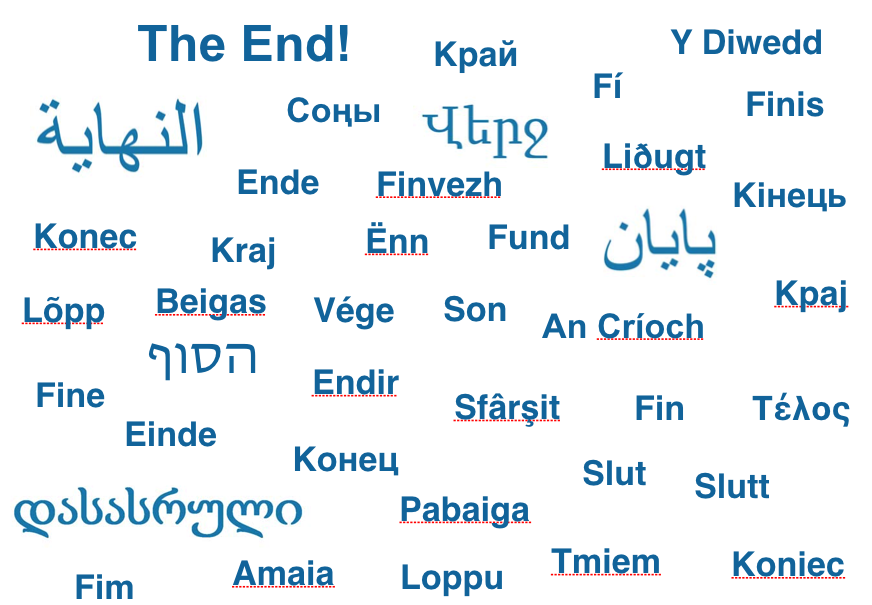 The End!
Край
Y Diwedd
Fí
Finis
النهاية
Соңы
Վերջ
Liðugt
Ende
Finvezh
Кінець
Konec
Kraj
Ënn
Fund
پایان
Крај
Lõpp
Beigas
Vége
Son
An Críoch
הסוף
Endir
Fine
Sfârşit
Fin
Τέλος
Einde
Конец
Slut
Slutt
დასასრული
Pabaiga
Tmiem
Koniec
Fim
Amaia
Loppu